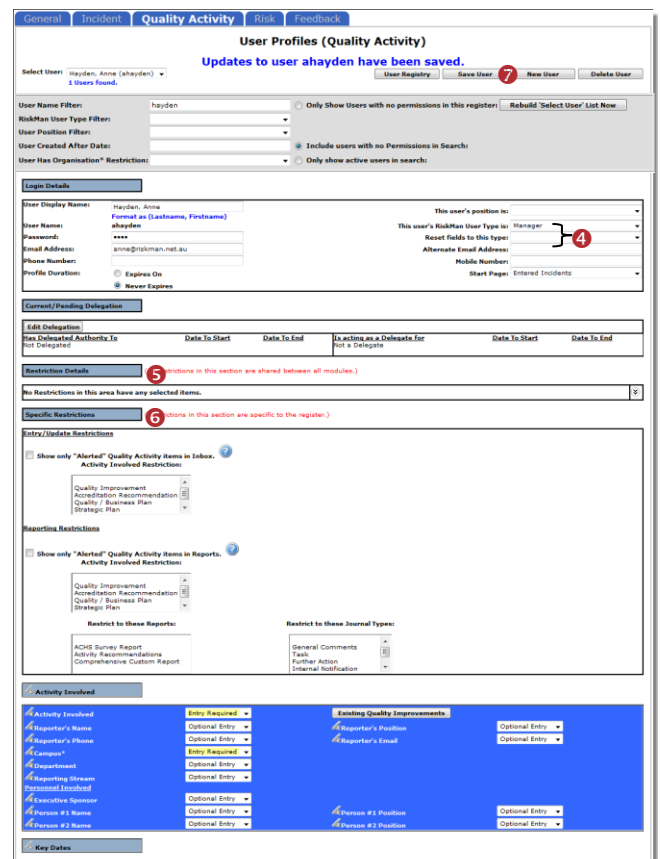 General Incident Quality Activity Risk Feedback
User Profiles (Quality Activity)
Updates to user ahayden have been saved.
Select User: Hayden, Anne (ahayden) User Registry Save User 7 New User Delete User
1 Users found.
User Name Filter: hayden Only Show Users with no permissions in this register: Rebuild 'Select User' List Now
RiskMan User Type Filter:
User Position Filter:
User Created After Date: Include users with no Permissions in Search:
User Has Organisation* Restriction: Only show active users in search:
Login Details
User Display Name: Hayden, Anne This user's position is:
Format as (Lastname, Firstname)
User Name: ahayden This user's RiskMan User Type is: Manager
Password: •••• Reset fields to this type: 4
Email Address: anne@riskman.net.au Alternate Email Address:
Phone Number: Mobile Number:
Profile Duration: Expires On Start Page: Entered Incidents
Never Expires
Current/Pending Delegation
Edit Delegation
Has Delegated Authority To Date To Start Date To End Is acting as a Delegate for Date To Start Date To End
Not Delegated Not a Delegate
Restriction Details 5 strictions in this section are shared between all modules.)
No Restrictions in this area have any selected items.
Specific Restrictions 6 ctions in this section are specific to the register.)
Entry/Update Restrictions
Show only "Alerted" Quality Activity items in Inbox.
Activity Involved Restriction:
Quality Improvement
Accreditation Recommendation
Quality / Business Plan
Strategic Plan
Reporting Restrictions
Show only "Alerted" Quality Activity items in Reports.
Activity Involved Restriction:
Quality Improvement
Accreditation Recommendation
Quality / Business Plan
Strategic Plan
Restrict to these Reports: Restrict to these Journal Types:
ACHS Survey Report General Comments
Activity Recommendations Task
Comprehensive Custom Report Further Action
Internal Notification
Activity Involved
Activity Involved Entry Required Existing Quality Improvements
Reporter's Name Optional Entry Reporter's Position Optional Entry
Reporter's Phone Optional Entry Reporter's Email Optional Entry
Campus* Entry Required
Department Optional Entry
Reporting Stream Optional Entry
Personnel Involved
Executive Sponsor Optional Entry
Person #1 Name Optional Entry Person #1 Position Optional Entry
Person #2 Name Optional Entry Person #2 Position Optional Entry
Key Dates